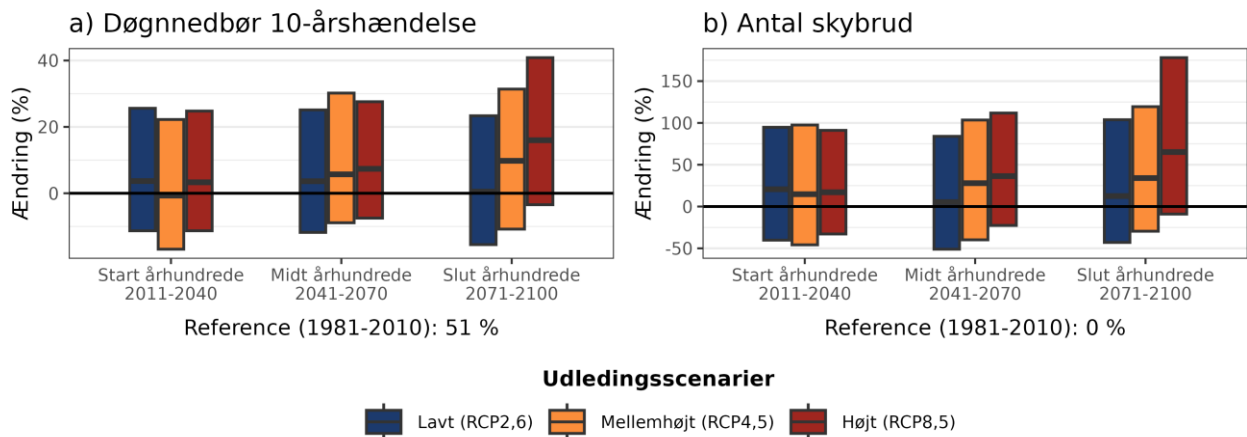 a) Døgnnedbør 10-årshændelse
Ændring (%)
40
20
0
Start århundrede
2011-2040
Midt århundrede
2041-2070
Slut århundrede
2071-2100
Reference (1981-2010): 51 %
b) Antal skybrud
Ændring (%)
150
100
50
0
-50
Start århundrede
2011-2040
Midt århundrede
2041-2070
Slut århundrede
2071-2100
Reference (1981-2010): 0 %
Udledingsscenarier
Lavt (RCP2,6)
Mellemhøjt (RCP4,5)
Højt (RCP8,5)